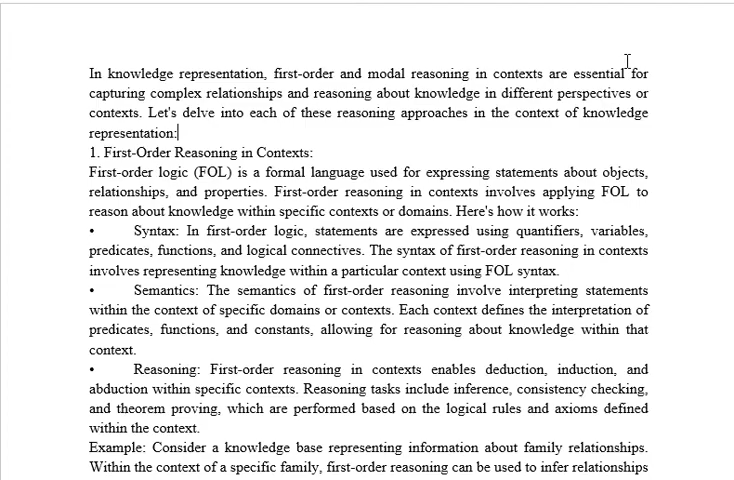 In knowledge representation, first-order and modal reasoning in contexts are essential for
capturing complex relationships and reasoning about knowledge in different perspectives or
contexts. Let's delve into each of these reasoning approaches in the context of knowledge
representation:
1. First-Order Reasoning in Contexts:
First-order logic (FOL) is a formal language used for expressing statements about objects,
relationships, and properties. First-order reasoning in contexts involves applying FOL to
reason about knowledge within specific contexts or domains. Here's how it works:
• Syntax: In first-order logic, statements are expressed using quantifiers, variables,
predicates, functions, and logical connectives. The syntax of first-order reasoning in contexts
involves representing knowledge within a particular context using FOL syntax.
• Semantics: The semantics of first-order reasoning involve interpreting statements
within the context of specific domains or contexts. Each context defines the interpretation of
predicates, functions, and constants, allowing for reasoning about knowledge within that
context.
• Reasoning: First-order reasoning in contexts enables deduction, induction, and
abduction within specific contexts. Reasoning tasks include inference, consistency checking,
and theorem proving, which are performed based on the logical rules and axioms defined
within the context.
Example: Consider a knowledge base representing information about family relationships.
Within the context of a specific family, first-order reasoning can be used to infer relationships